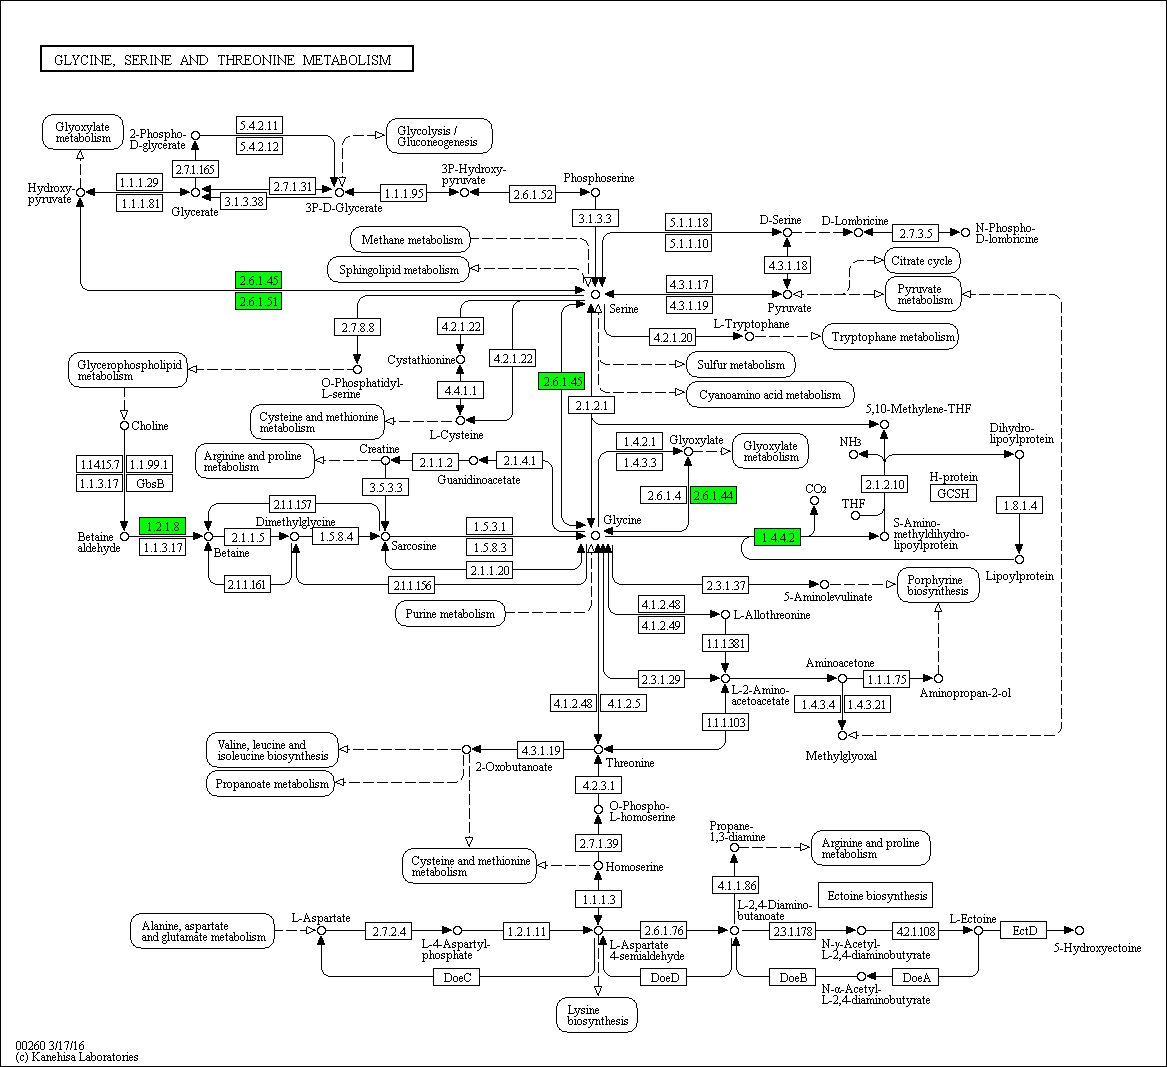 GLYCINE, SERINE AND THREONINE METABOLISM
Glyoxylate
metabolism
2-Phospho-
D-glycerate
5.4.2.11
5.4.2.12
Glycolysis /
Gluconeogenesis
2.7.1.165
Hydroxy-
pyruvate
1.1.1.29
1.1.1.81
Glycerate
2.7.1.31
3.1.3.38
3P-D-Glycerate
1.1.1.95
3P-Hydroxy-
pyruvate
2.6.1.52
Phosphoserine
3.1.3.3
Methane metabolism
Sphingolipid metabolism
5.1.1.18
5.1.1.10
D-Serine
D-Lombricine
2.7.3.5
N-Phospho-
D-lombricine
4.3.1.18
Citrate cycle
Pyruvate
metabolism
2.6.1.45
2.6.1.51
Serine
4.3.1.17
4.3.1.19
Pyruvate
2.7.8.8
4.2.1.22
4.2.1.22
4.2.1.20
L-Tryptophane
Tryptophane metabolism
Glycerophospholipid
metabolism
O-Phosphatidyl-
L-serine
Cystathionine
4.4.1.1
2.6.1.45
Sulfur metabolism
Cyanoamino acid metabolism
2.1.2.1
Choline
Cysteine and methionine
metabolism
L-Cysteine
5,10-Methylene-THF
Arginine and proline
metabolism
Creatine
2.1.1.2
Guanidinoacetate
2.1.4.1
1.4.2.1
1.4.3.3
Glyoxylate
Glyoxylate
metabolism
NH3
Dihydro-
lipoylprotein
1.14.15.7
1.1.99.1
1.1.3.17
GbsB
3.5.3.3
2.6.1.4
2.6.1.44
CO2
THF
2.1.2.10
H-protein
GCSH
1.8.1.4
2.1.1.157
Dimethylglycine
Betaine
aldehyde
1.2.1.8
1.1.3.17
Betaine
2.1.1.5
1.5.8.4
Sarcosine
1.5.3.1
1.5.8.3
2.1.1.20
Glycine
1.4.4.2
S-Amino-
methyldihydro-
lipoylprotein
Lipoylprotein
2.1.1.161
2.1.1.156
Purine metabolism
2.3.1.37
5-Aminolevulinate
Porphyrine
biosynthesis
4.1.2.48
4.1.2.49
L-Allothreonine
1.1.1.381
2.3.1.29
L-2-Amino-
acetoacetate
Aminoacetone
1.1.1.75
Aminopropan-2-ol
1.4.3.4
1.4.3.21
Methylglyoxal
4.1.2.48
4.1.2.5
1.1.1.103
Valine, leucine and
isoleucine biosynthesis
Propanoate metabolism
2-Oxobutanoate
4.3.1.19
Threonine
4.2.3.1
O-Phospho-
L-homoserine
2.7.1.39
Cysteine and methionine
metabolism
Homoserine
1.1.1.3
Propane-
1,3-diamine
Arginine and proline
metabolism
4.1.1.86
Ectoine biosynthesis
Alanine, aspartate
and glutamate metabolism
L-Aspartate
2.7.2.4
L-4-Aspartyl-
phosphate
1.2.1.11
L-Aspartate
4-semialdehyde
2.6.1.76
L-2,4-Diamino-
butanoate
2.3.1.178
N-γ-Acetyl-
L-2,4-diaminobutyrate
4.2.1.108
L-Ectoine
EctD
5-Hydroxyectoine
DoeC
DoeD
DoeB
N-α-Acetyl-
L-2,4-diaminobutyrate
DoeA
Lysine
biosynthesis
00260 3/17/16
(c) Kanehisa Laboratories